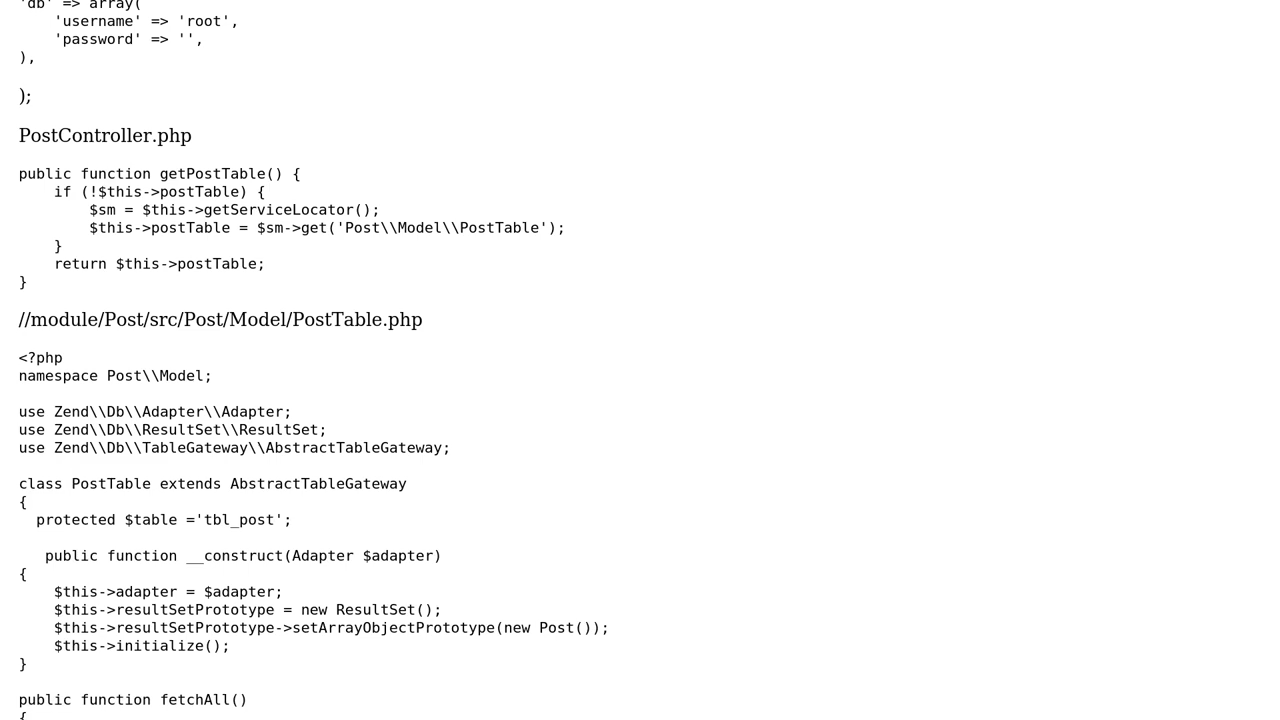 'db' => array(
    'username' => 'root',
    'password' => '',
),
);
PostController.php
public function getPostTable() {
    if (!$this->postTable) {
        $sm = $this->getServiceLocator();
        $this->postTable = $sm->get('Post\\Model\\PostTable');
    }
    return $this->postTable;
}
//module/Post/src/Post/Model/PostTable.php
<?php
namespace Post\\Model;
use Zend\\Db\\Adapter\\Adapter;
use Zend\\Db\\ResultSet\\ResultSet;
use Zend\\Db\\TableGateway\\AbstractTableGateway;
class PostTable extends AbstractTableGateway
{
  protected $table ='tbl_post';
   public function __construct(Adapter $adapter)
{
    $this->adapter = $adapter;
    $this->resultSetPrototype = new ResultSet();
    $this->resultSetPrototype->setArrayObjectPrototype(new Post());
    $this->initialize();
}
public function fetchAll()
{